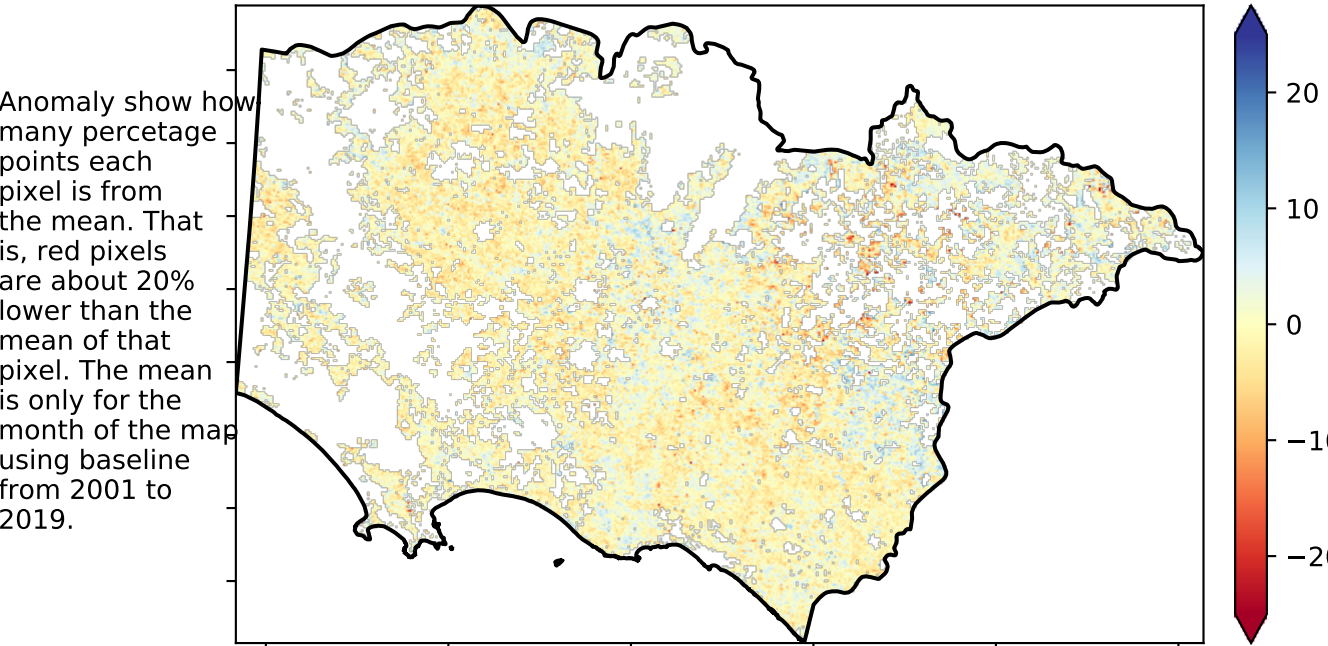 Anomaly show how
many percetage
points each
pixel is from
the mean. That
is, red pixels
are about 20%
lower than the
mean of that
pixel. The mean
is only for the
month of the map
using baseline
from 2001 to
2019.
20
10
0
−10
−20